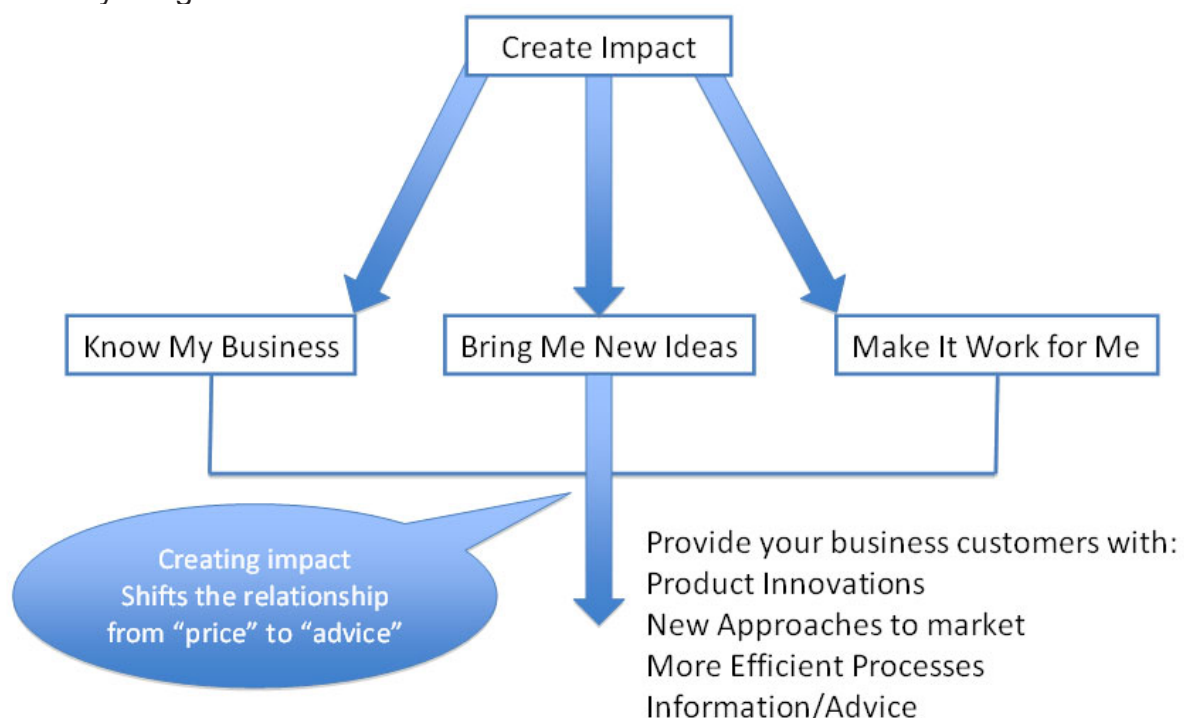 Create Impact
Know My Business
Bring Me New Ideas
Make It Work for Me
Creating impact
Shifts the relationship
from “price” to “advice”
Provide your business customers with:
Product Innovations
New Approaches to market
More Efficient Processes
Information/Advice